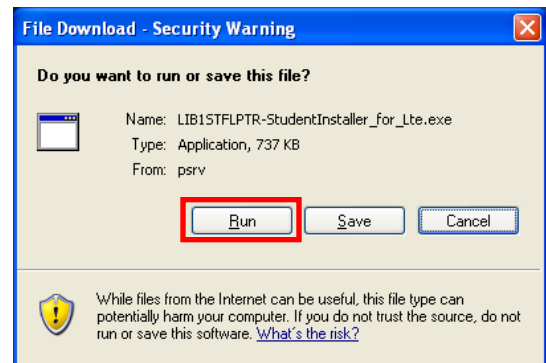 File Download - Security Warning
Do you want to run or save this file?
Name: LIB1STFLPTR-StudentInstaller_for_Lte.exe
Type: Application, 737 KB
From: psrv
Run Save Cancel
While files from the Internet can be useful, this file type can
potentially harm your computer. If you do not trust the source, do not
run or save this software. What's the risk?